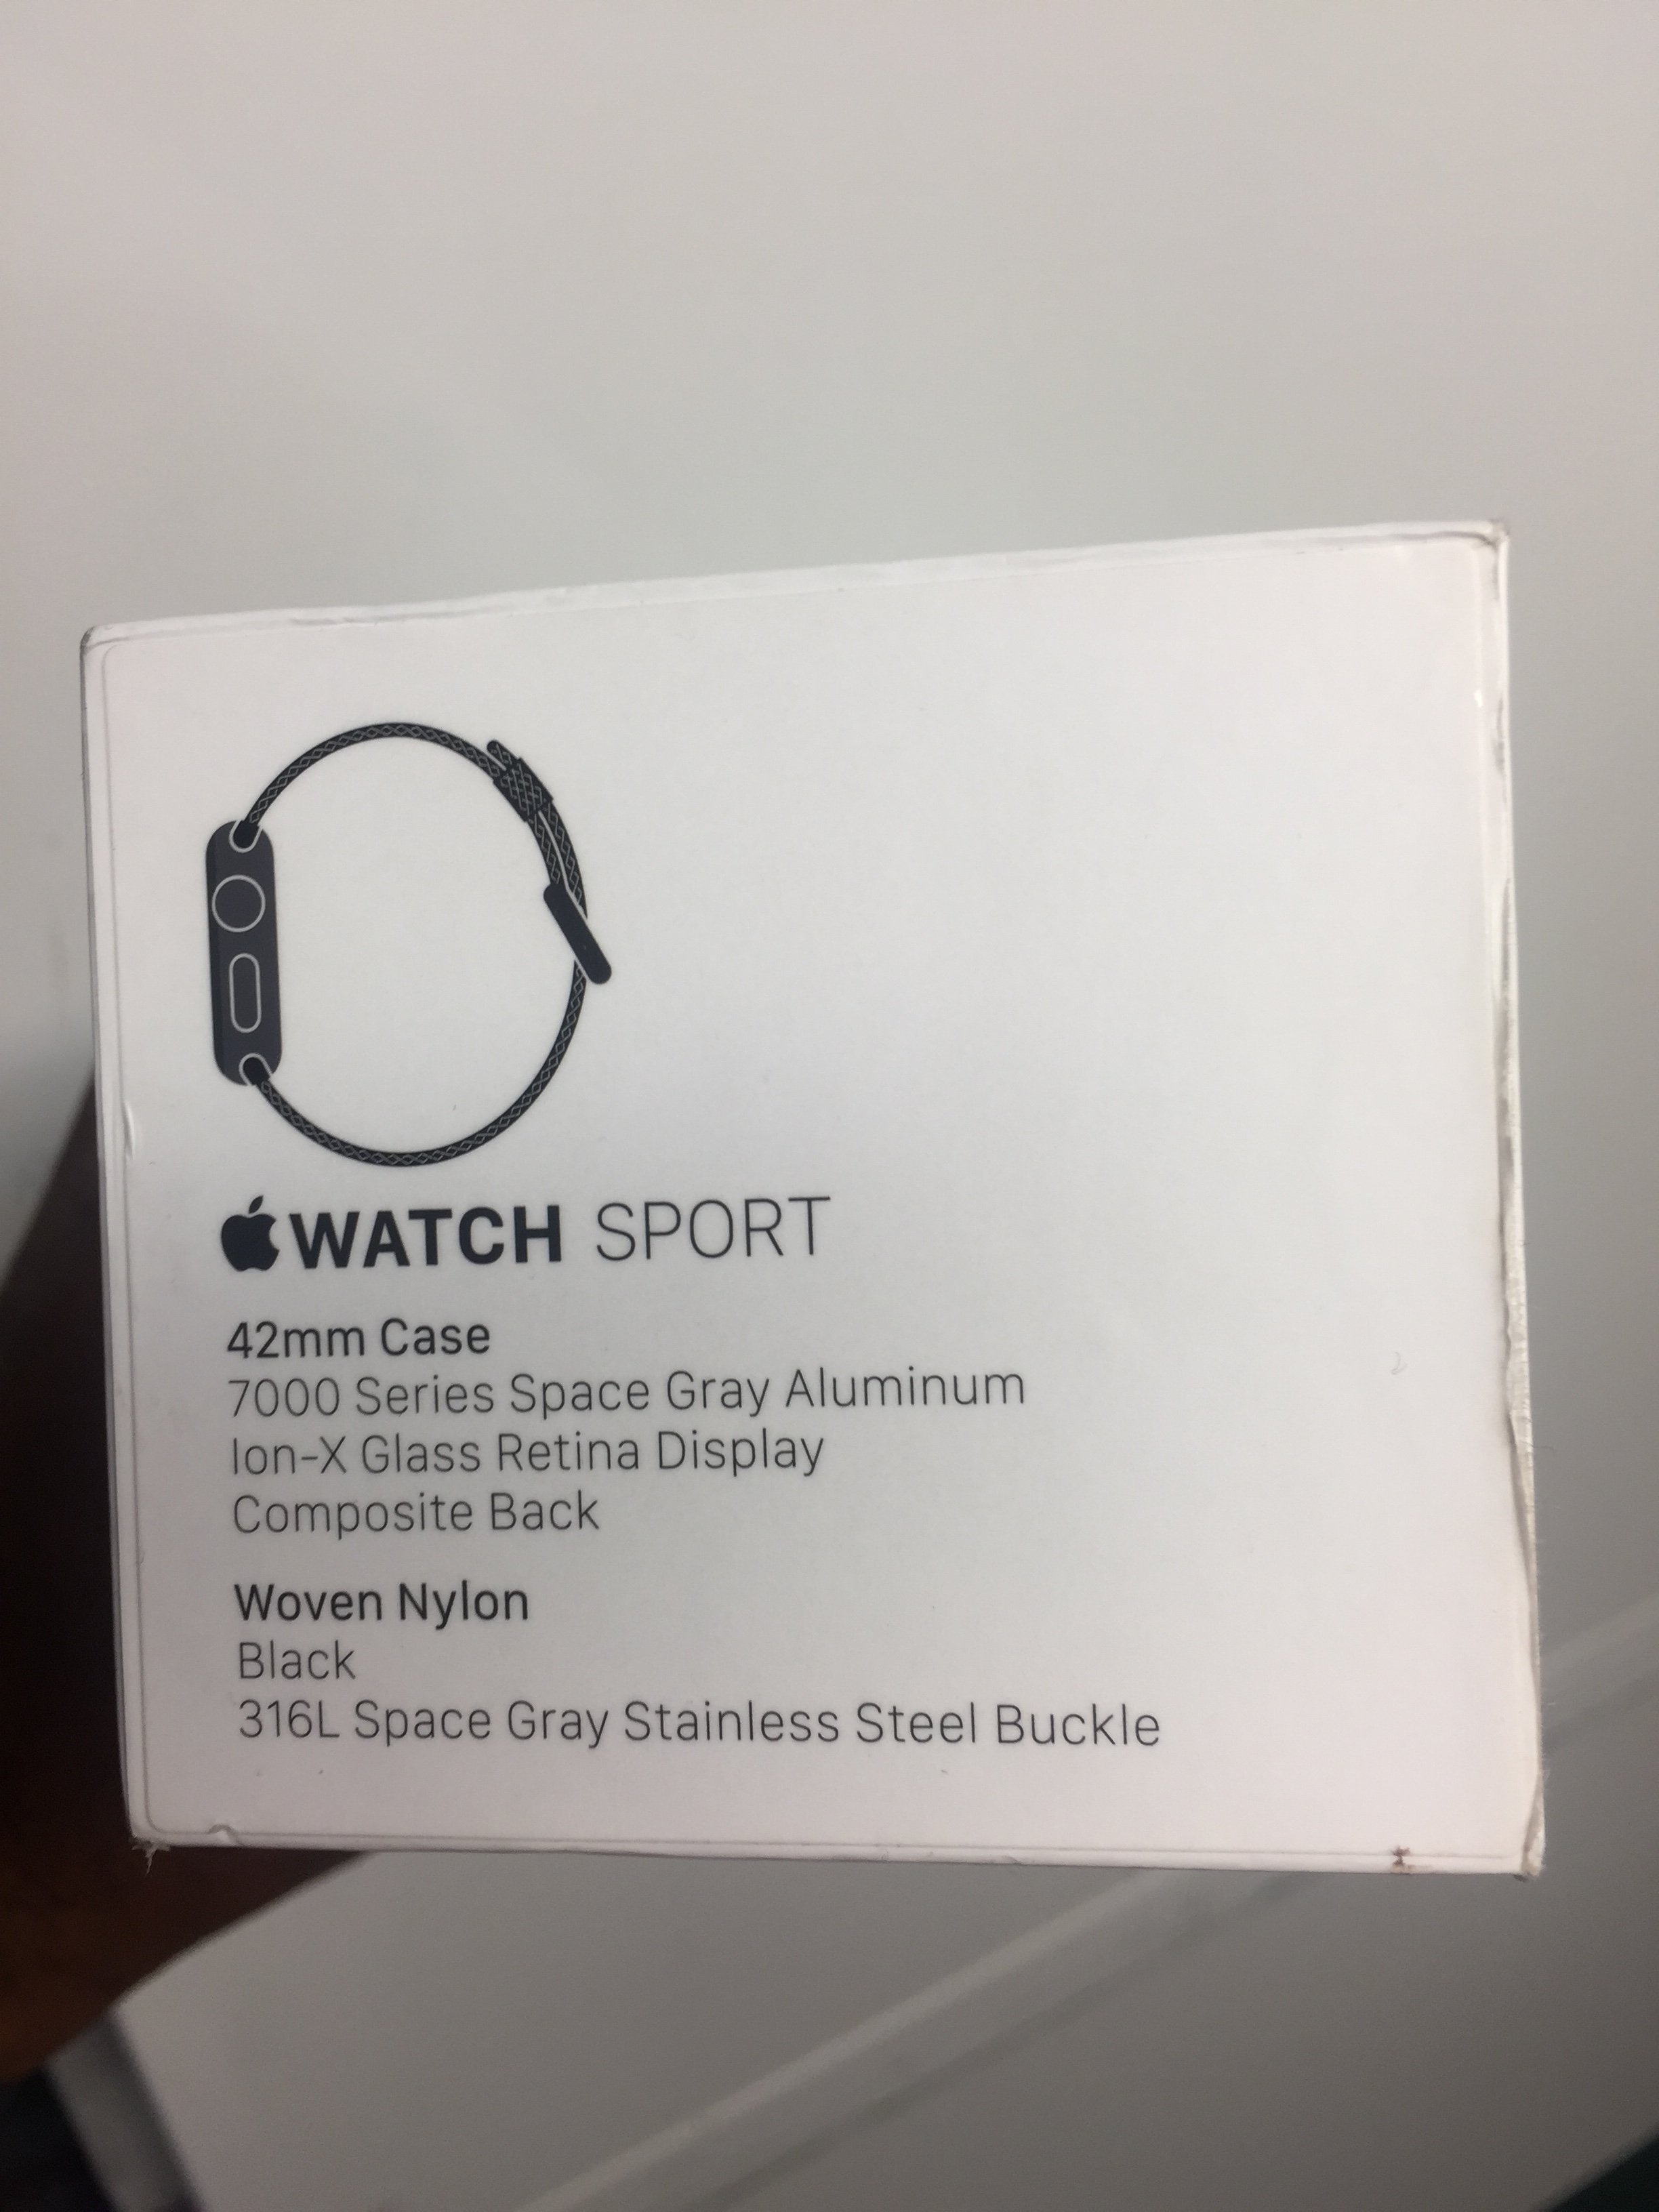 WATCH SPORT
42mm Case
7000 Series Space Gray Aluminum
Ion-X Glass Retina Display
Composite Back
Woven Nylon
Black
316L Space Gray Stainless Steel Buckle